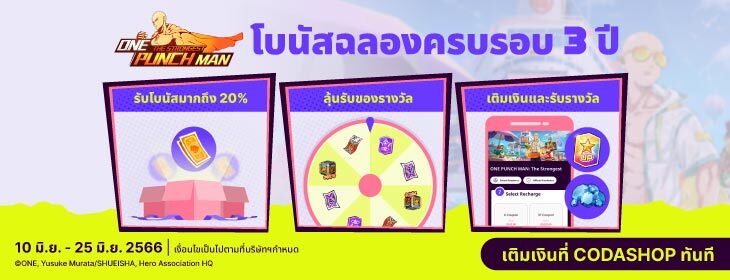 ONE
THE STRONGEST
PUNCH MAN
โบนัสฉลองครบรอบ 3 ปี
รับโบนัสมากถึง 20%
ลุ้นรับของรางวัล
เติมเงินและรับรางวัล
ONE PUNCH MAN: The Strongest
Select Recharge
UP
10 มิ.ย. - 25 มิ.ย. 2566 | เงื่อนไขเป็นไปตามที่บริษัทฯกำหนด
©ONE, Yusuke Murata/SHUEISHA, Hero Association HQ
เติมเงินที่ CODASHOP ทันที